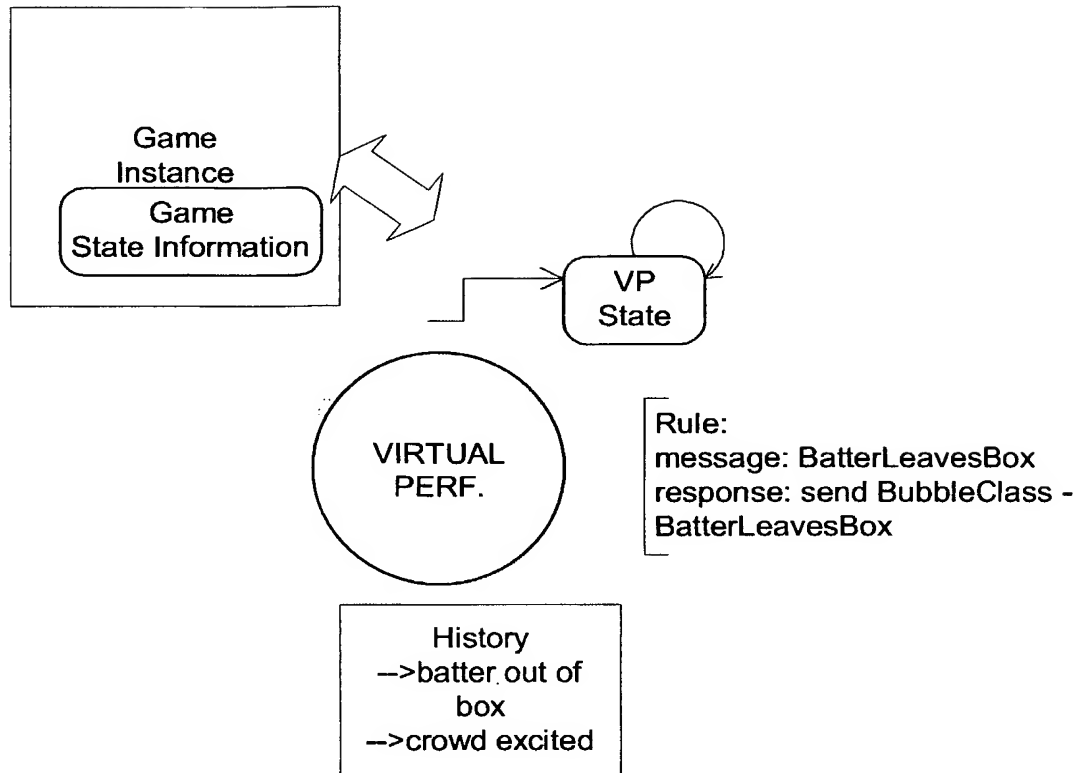 Game
Instance
Game
State Information
VP
State
VIRTUAL
PERF.
Rule:
message: BatterLeavesBox
response: send BubbleClass -
BatterLeavesBox
History
-->batter out of
box
-->crowd excited